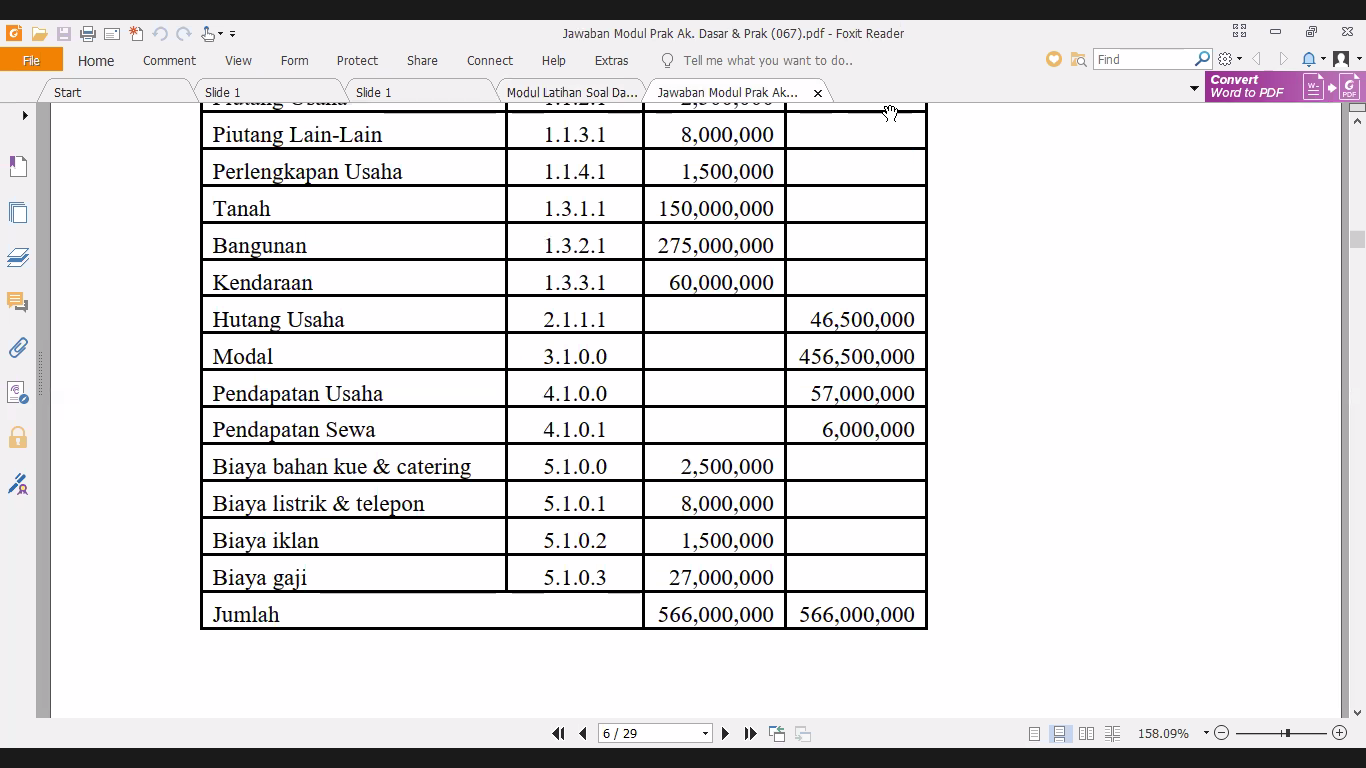 Jawaban Modul Prak Ak. Dasar & Prak (067).pdf - Foxit Reader
File Home Comment View Form Protect Share Connect Help Extras Tell me what you want to do.. Find
Start Slide 1 Slide 1 Modul Latihan Soal Da... Jawaban Modul Prak Ak... Convert Word to PDF
Piutang Usaha 1.1.2.1
Piutang Lain-Lain 1.1.3.1 8,000,000
Perlengkapan Usaha 1.1.4.1 1,500,000
Tanah 1.3.1.1 150,000,000
Bangunan 1.3.2.1 275,000,000
Kendaraan 1.3.3.1 60,000,000
Hutang Usaha 2.1.1.1 46,500,000
Modal 3.1.0.0 456,500,000
Pendapatan Usaha 4.1.0.0 57,000,000
Pendapatan Sewa 4.1.0.1 6,000,000
Biaya bahan kue & catering 5.1.0.0 2,500,000
Biaya listrik & telepon 5.1.0.1 8,000,000
Biaya iklan 5.1.0.2 1,500,000
Biaya gaji 5.1.0.3 27,000,000
Jumlah 566,000,000 566,000,000
6 / 29 158.09%